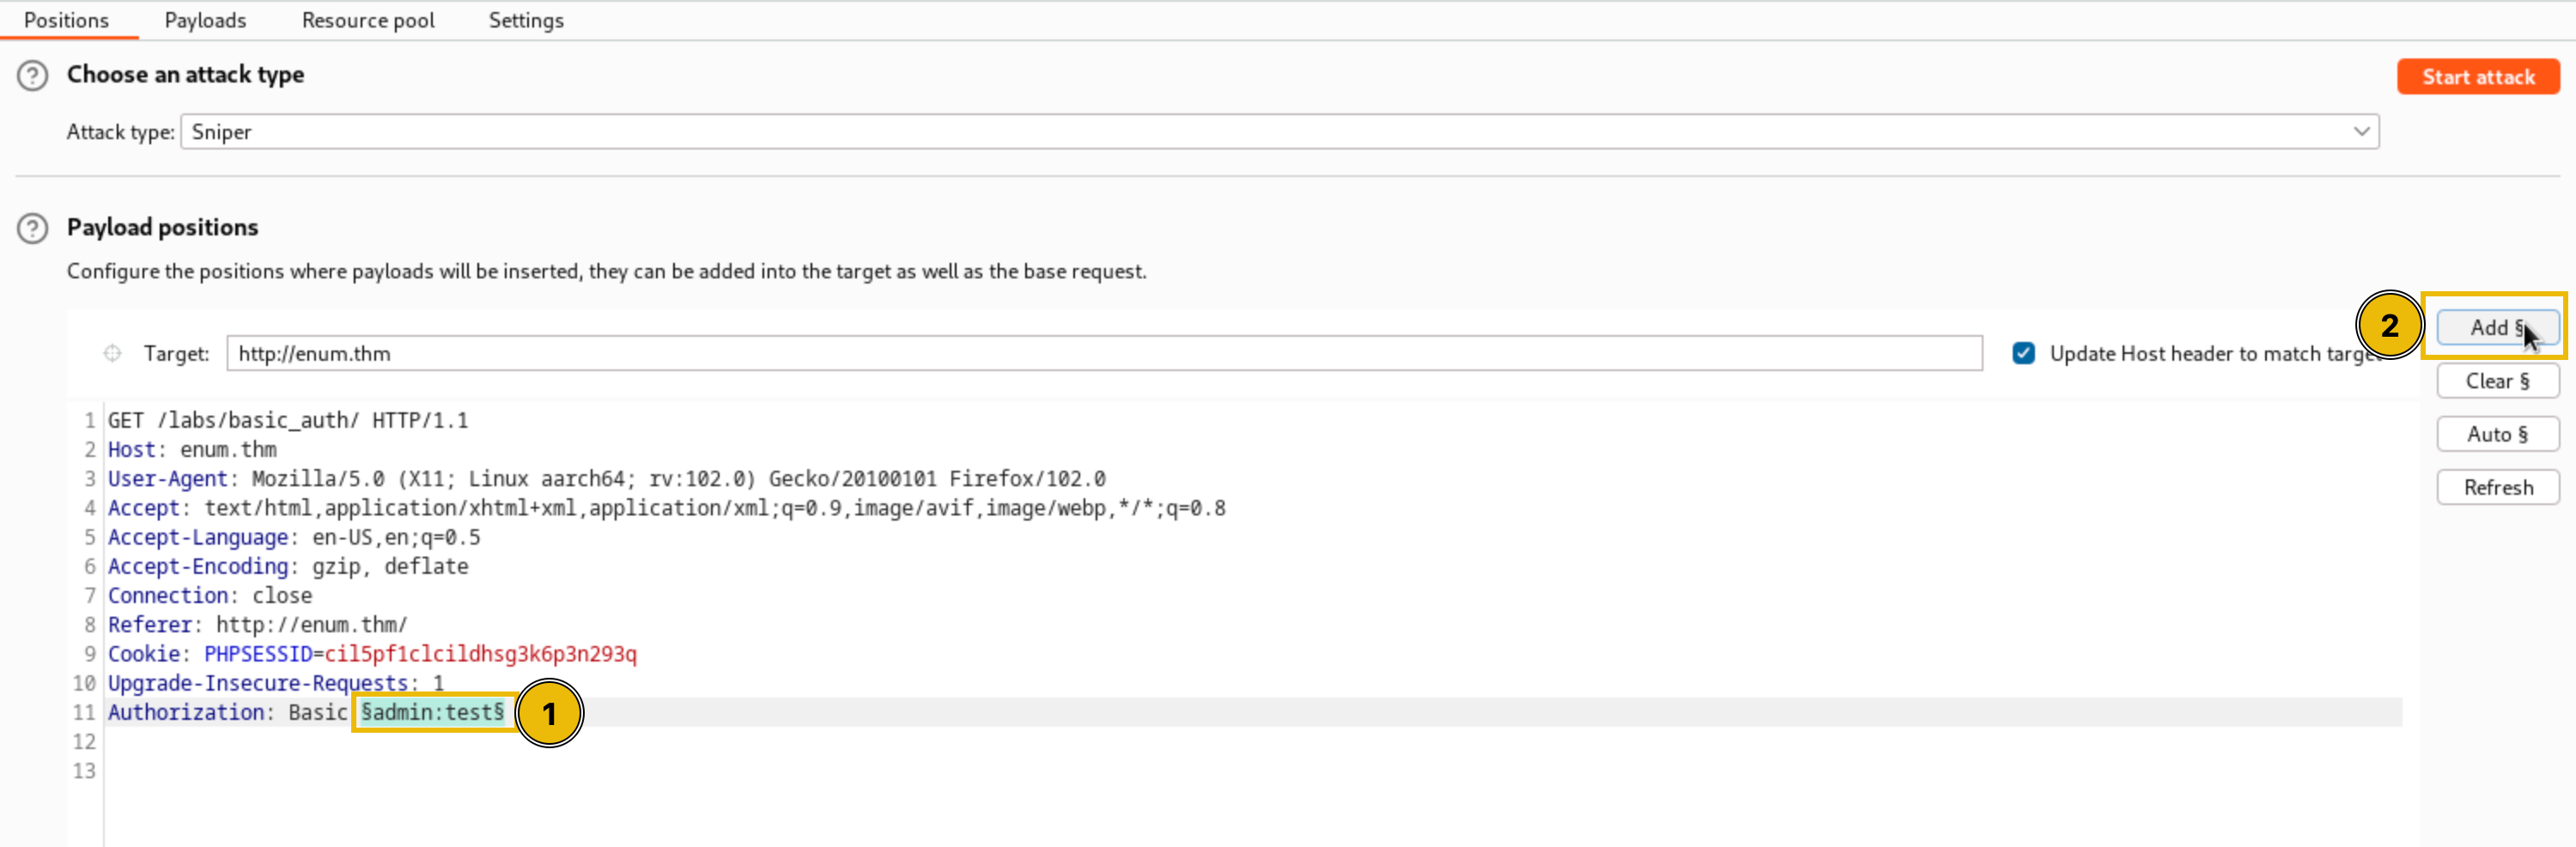 Positions Payloads Resource pool Settings
? Choose an attack type Start attack
Attack type: Sniper
? Payload positions
Configure the positions where payloads will be inserted, they can be added into the target as well as the base request.
2 Add §
Target: http://enum.thm Update Host header to match target
Clear §
Auto §
Refresh
1 GET /labs/basic_auth/ HTTP/1.1
2 Host: enum.thm
3 User-Agent: Mozilla/5.0 (X11; Linux aarch64; rv:102.0) Gecko/20100101 Firefox/102.0
4 Accept: text/html,application/xhtml+xml,application/xml;q=0.9,image/avif,image/webp,*/*;q=0.8
5 Accept-Language: en-US,en;q=0.5
6 Accept-Encoding: gzip, deflate
7 Connection: close
8 Referer: http://enum.thm/
9 Cookie: PHPSESSID=cil5pf1clcildhsg3k6p3n293q
10 Upgrade-Insecure-Requests: 1
11 Authorization: Basic §admin:test§ 1
12
13